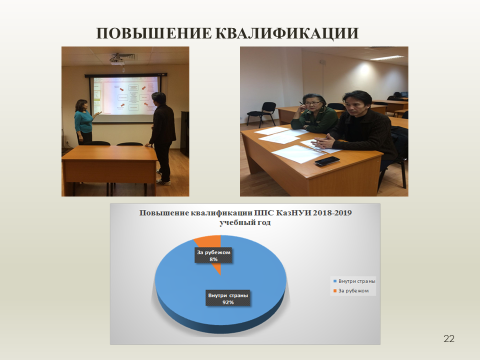 ПОВЫШЕНИЕ КВАЛИФИКАЦИИ
Повышение квалификации ППС КазНУИ 2018-2019
учебный год
За рубежом
8%
Внутри страны
92%
Внутри страны
За рубежом
22